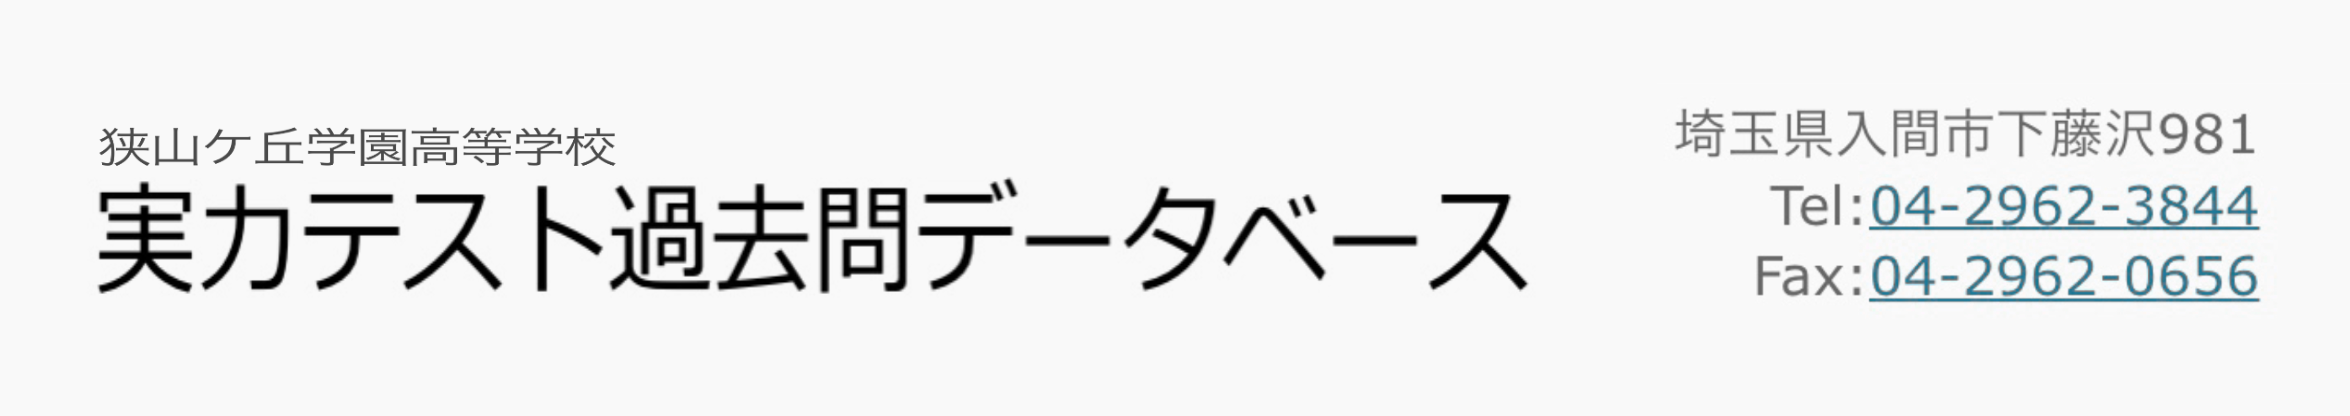 狭山ケ丘学園高等学校
実力テスト過去問データベース
埼玉県入間市下藤沢981
Tel:04-2962-3844
Fax:04-2962-0656